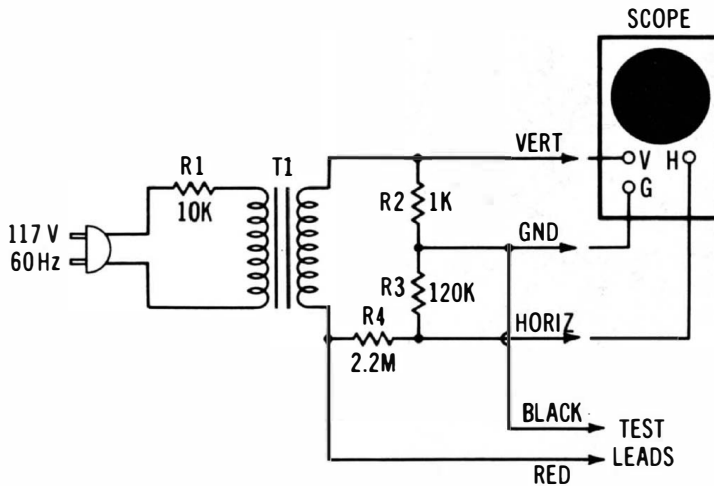 SCOPE
VERT
V H
G
R1
10K
T1
R2 1K
117 V
60 Hz
GND
R3 120K
R4
2.2M
HORIZ
BLACK
TEST
LEADS
RED